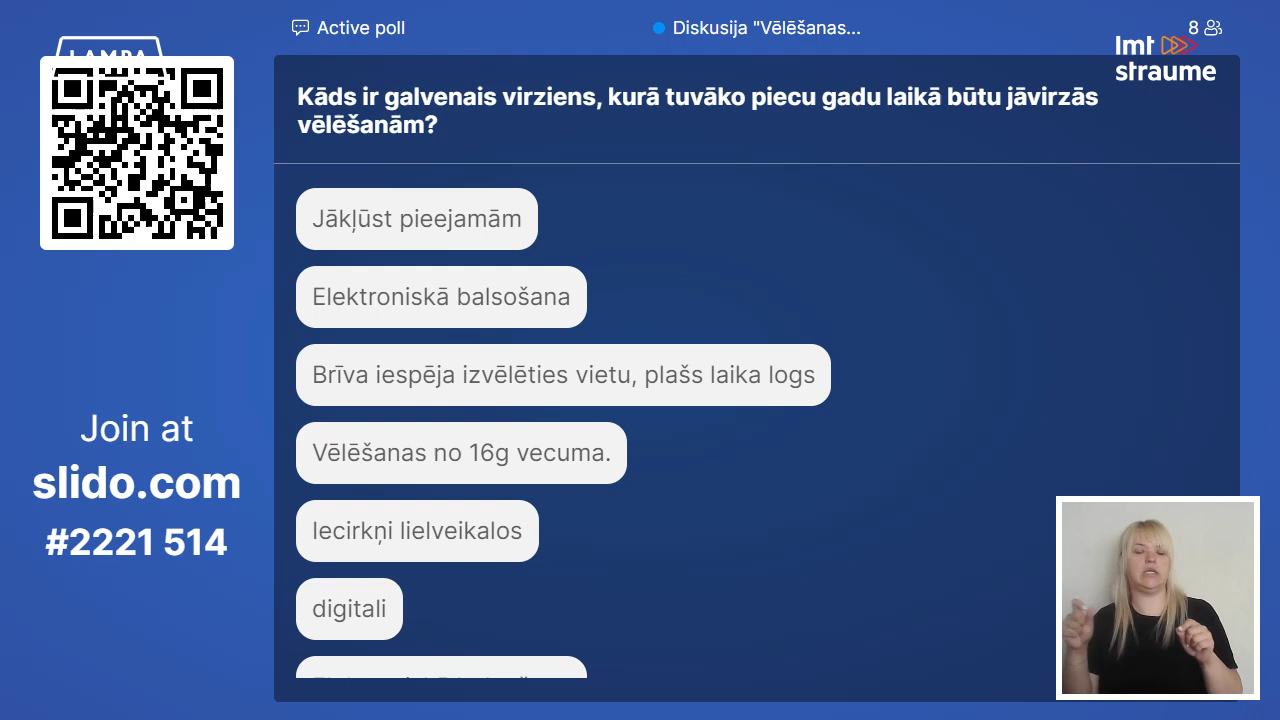 LAMPA
Active poll
Diskusija "Vēlēšanas...
8
lmt
straume
Kāds ir galvenais virziens, kurā tuvāko piecu gadu laikā būtu jāvirzās
vēlēšanām?
Jākļūst pieejamām
Elektroniskā balsošana
Brīva iespēja izvēlēties vietu, plašs laika logs
Vēlēšanas no 16g vecuma.
Iecirkņi lielveikalos
digitali
Join at
slido.com
#2221 514